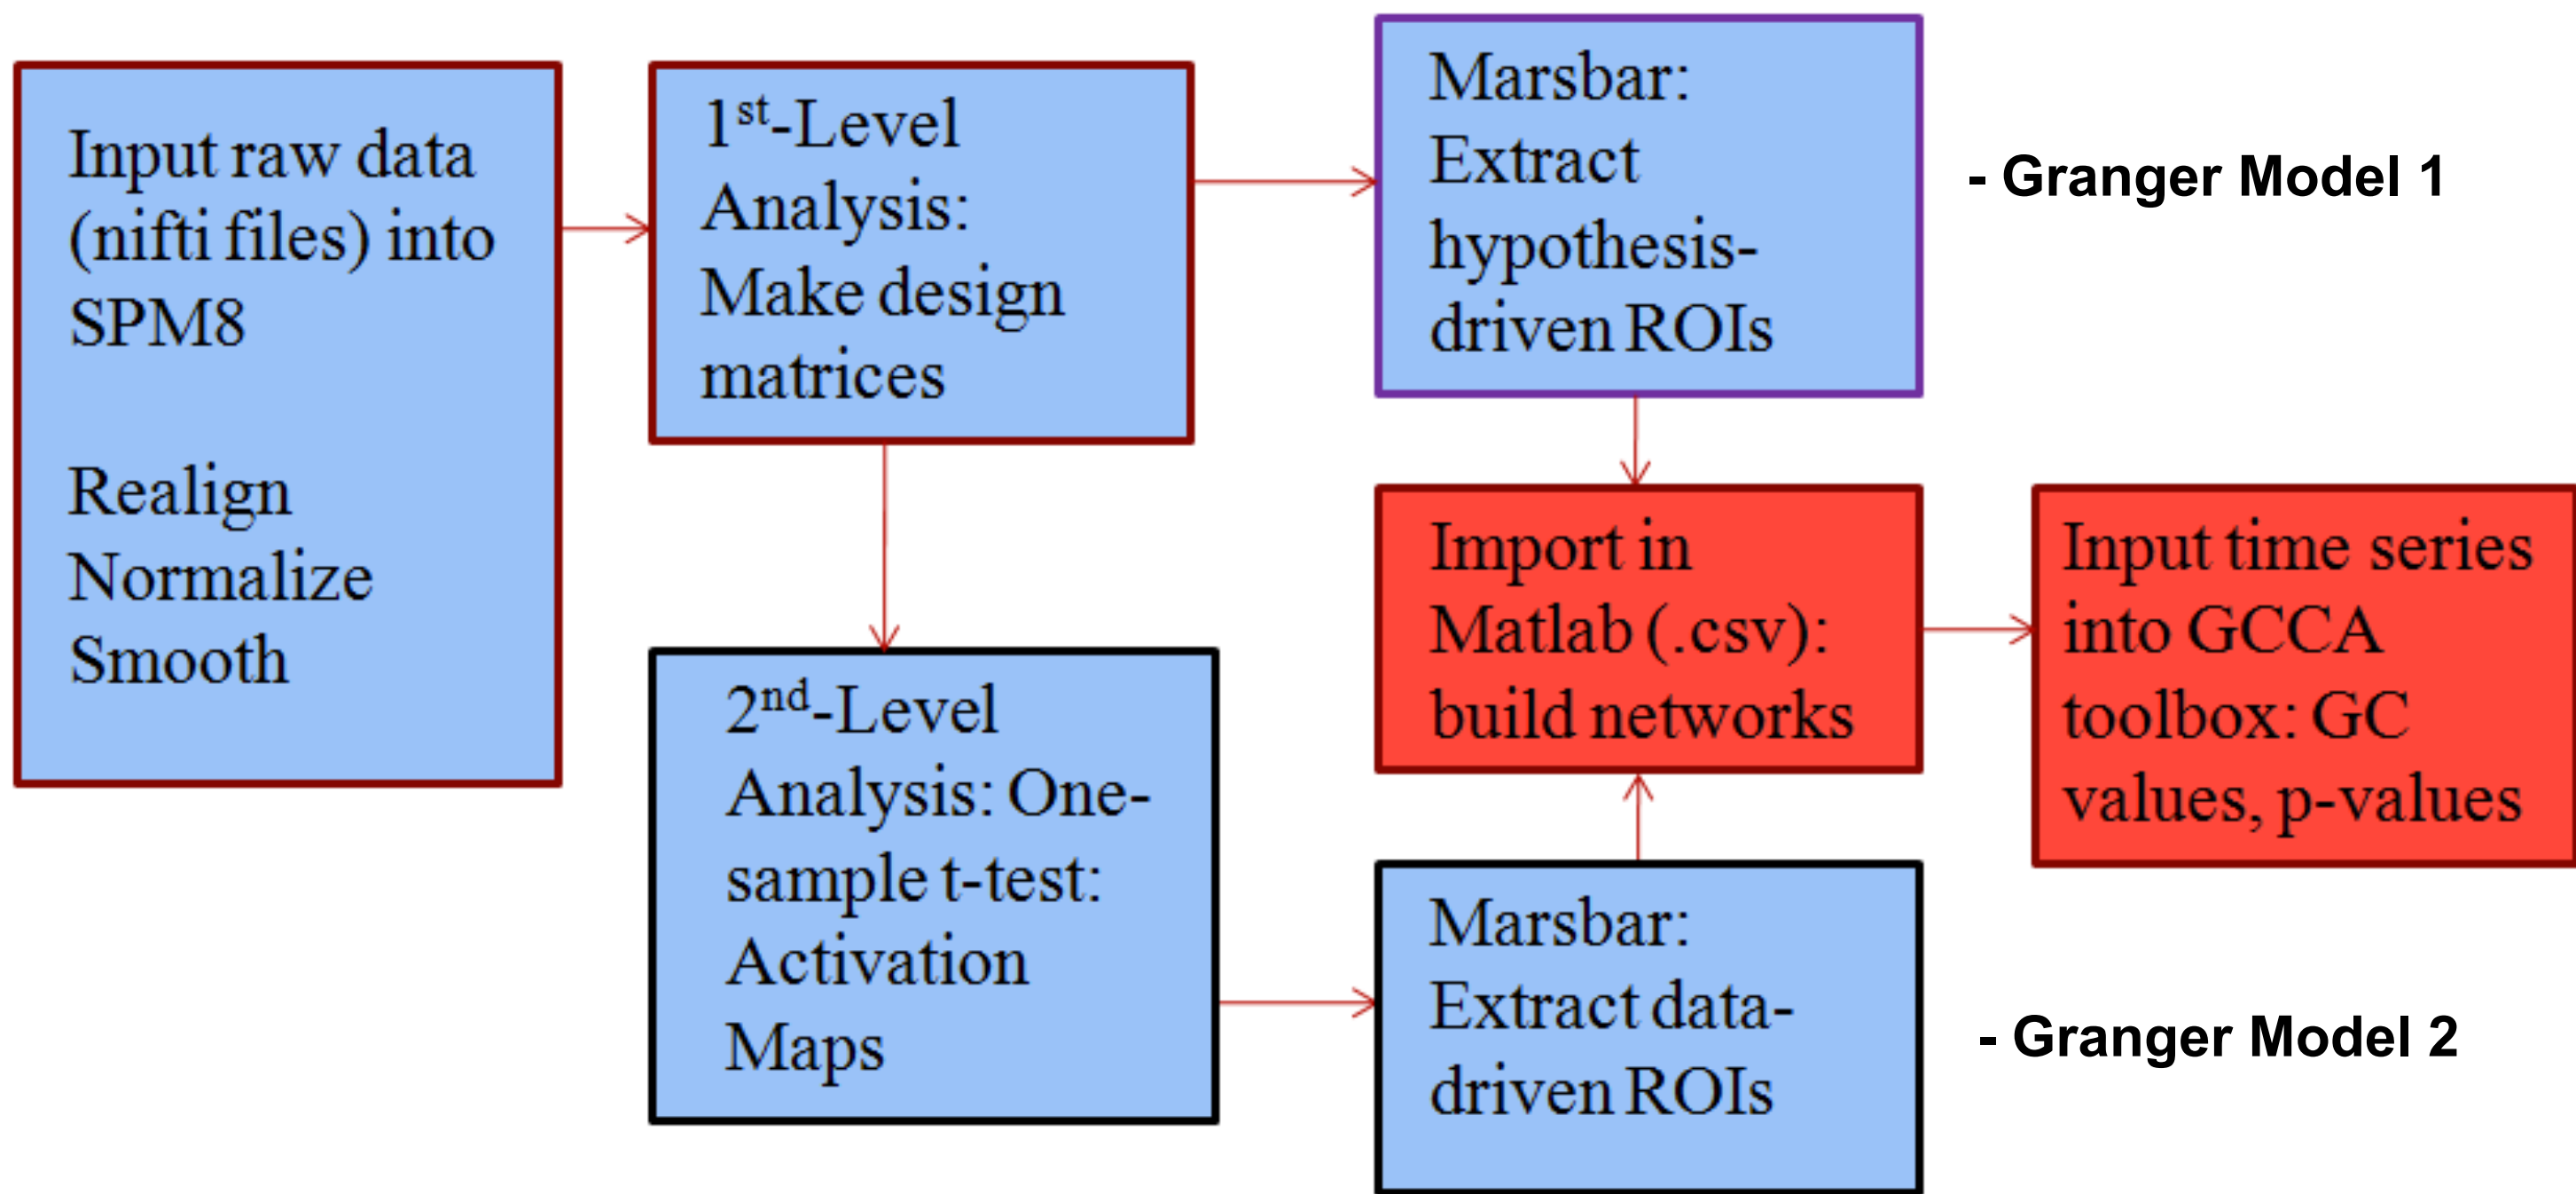 Input raw data
(nifti files) into
SPM8
Realign
Normalize
Smooth
1st-Level
Analysis:
Make design
matrices
Marsbar:
Extract
hypothesis-
driven ROIs
- Granger Model 1
Import in
Matlab (.csv):
build networks
Input time series
into GCCA
toolbox: GC
values, p-values
2nd-Level
Analysis: One-
sample t-test:
Activation
Maps
Marsbar:
Extract data-
driven ROIs
- Granger Model 2